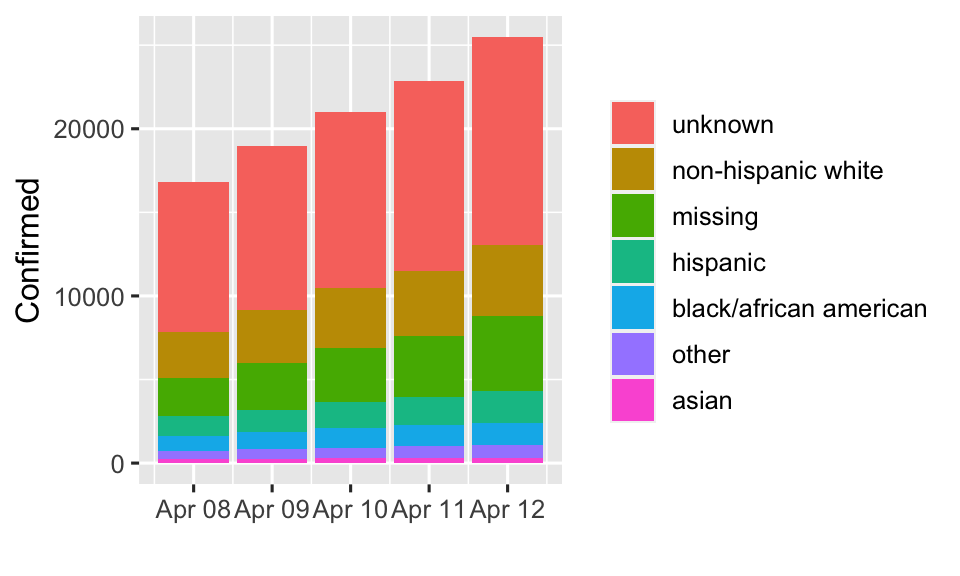 Confirmed
20000
10000
0
Apr 08 Apr 09 Apr 10 Apr 11 Apr 12
unknown
non-hispanic white
missing
hispanic
black/african american
other
asian